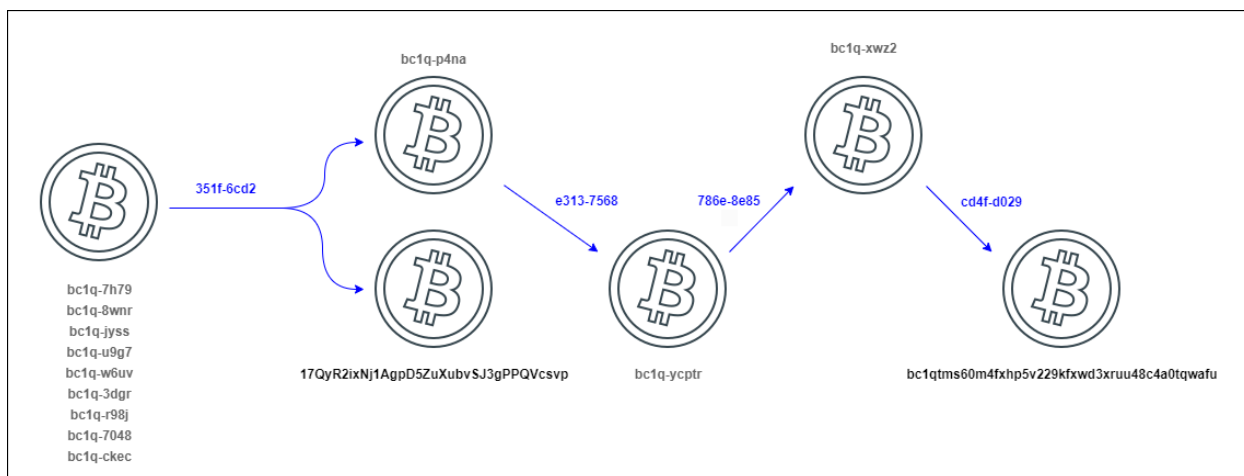 bc1q-xwz2
bc1q-p4na
351f-6cd2
e313-7568
786e-8e85
cd4f-d029
bc1q-7h79
bc1q-8wnr
bc1q-jyss
bc1q-u9g7
bc1q-w6uv
bc1q-3dgr
bc1q-r98j
bc1q-7048
bc1q-ckec
17QyR2ixNj1AgpD5ZuXubvSJ3gPPQVcsvp
bc1q-ycptr
bc1qtms60m4fxhp5v229kfxwd3xruu48c4a0tqwafu